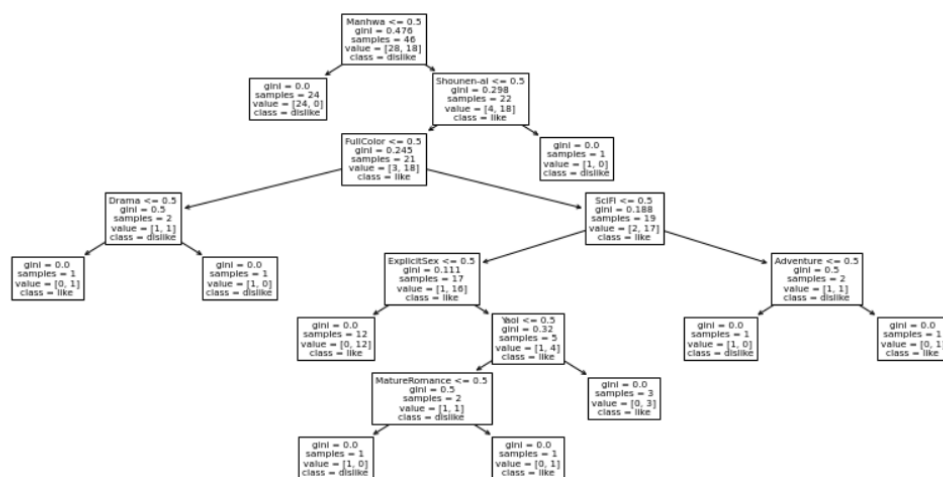 Manhwa <= 0.5
gini = 0.476
samples = 46
value = [28, 18]
class = dislike
gini = 0.0
samples = 24
value = [24, 0]
class = dislike
Shounen-ai <= 0.5
gini = 0.298
samples = 22
value = [4, 18]
class = like
FullColor <= 0.5
gini = 0.245
samples = 21
value = [3, 18]
class = like
gini = 0.0
samples = 1
value = [1, 0]
class = dislike
Drama <= 0.5
gini = 0.5
samples = 2
value = [1, 1]
class = dislike
SciFi <= 0.5
gini = 0.188
samples = 19
value = [2, 17]
class = like
gini = 0.0
samples = 1
value = [0, 1]
class = like
gini = 0.0
samples = 1
value = [1, 0]
class = dislike
ExplicitSex <= 0.5
gini = 0.111
samples = 17
value = [1, 16]
class = like
Adventure <= 0.5
gini = 0.5
samples = 2
value = [1, 1]
class = dislike
gini = 0.0
samples = 12
value = [0, 12]
class = like
Yaoi <= 0.5
gini = 0.32
samples = 5
value = [1, 4]
class = like
gini = 0.0
samples = 1
value = [1, 0]
class = dislike
gini = 0.0
samples = 1
value = [0, 1]
class = like
MatureRomance <= 0.5
gini = 0.5
samples = 2
value = [1, 1]
class = dislike
gini = 0.0
samples = 3
value = [0, 3]
class = like
gini = 0.0
samples = 1
value = [1, 0]
class = dislike
gini = 0.0
samples = 1
value = [0, 1]
class = like